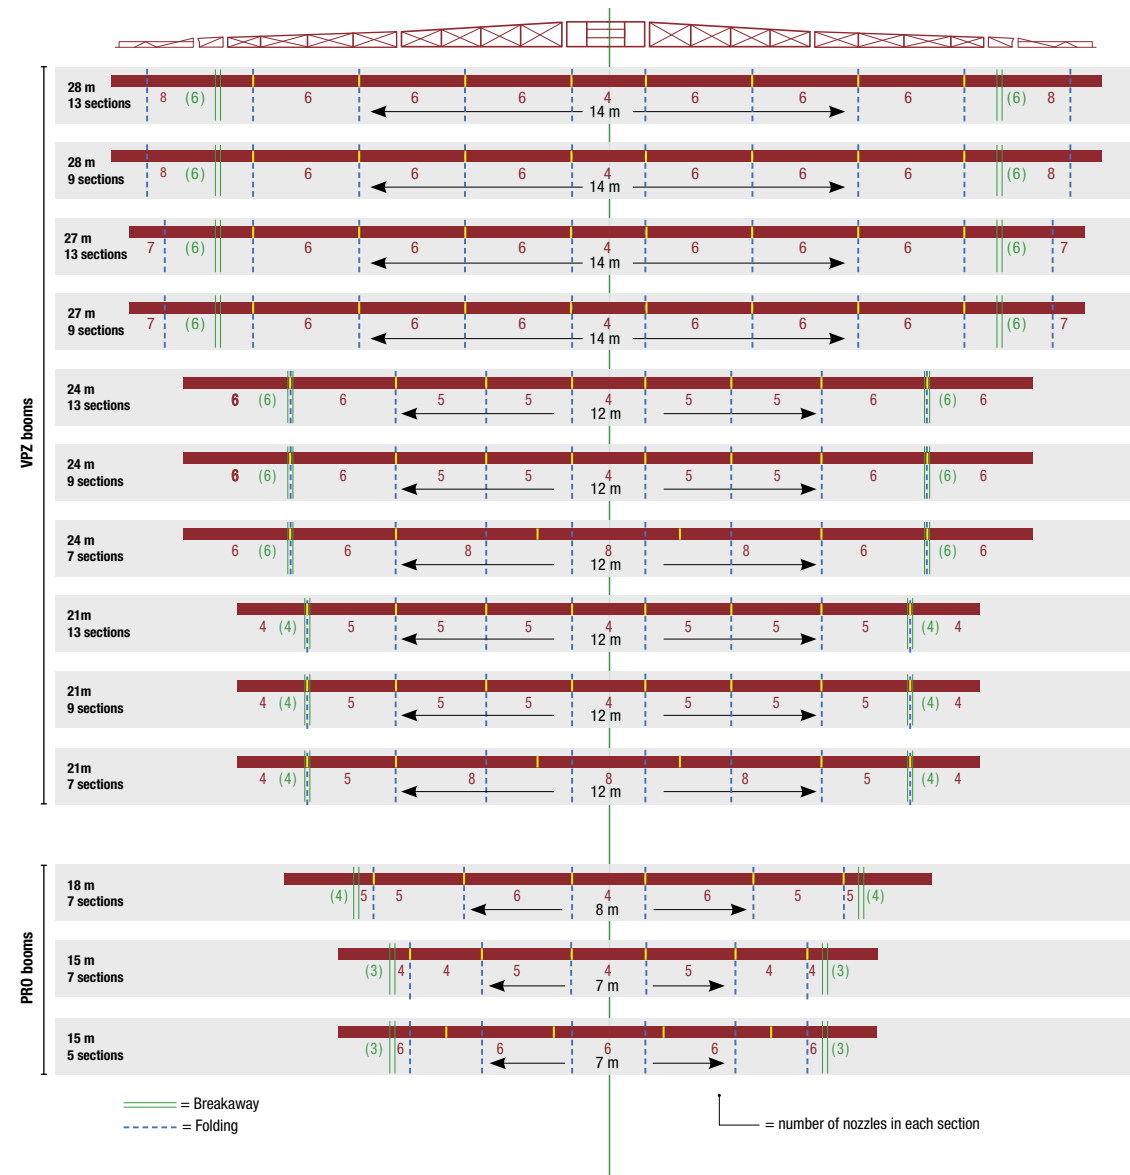 VPZ booms
28 m
13 sections
8 (6) 6 6 6 4 6 6 6 (6) 8
14 m
28 m
9 sections
8 (6) 6 6 6 4 6 6 6 (6) 8
14 m
27 m
13 sections
7 (6) 6 6 6 4 6 6 6 (6) 7
14 m
27 m
9 sections
7 (6) 6 6 6 4 6 6 6 (6) 7
14 m
24 m
13 sections
6 (6) 6 5 5 4 5 5 6 (6) 6
12 m
24 m
9 sections
6 (6) 6 5 5 4 5 5 6 (6) 6
12 m
24 m
7 sections
6 (6) 6 8 8 8 6 (6) 6
12 m
21m
13 sections
4 (4) 5 5 5 4 5 5 5 (4) 4
12 m
21m
9 sections
4 (4) 5 5 5 4 5 5 5 (4) 4
12 m
21m
7 sections
4 (4) 5 8 8 8 5 (4) 4
12 m
PRO booms
18 m
7 sections
(4) 5 5 6 4 6 5 5 (4)
8 m
15 m
7 sections
(3) 4 4 5 4 5 4 4 (3)
7 m
15 m
5 sections
(3) 6 6 6 6 6 (3)
7 m
= Breakaway
= Folding
= number of nozzles in each section